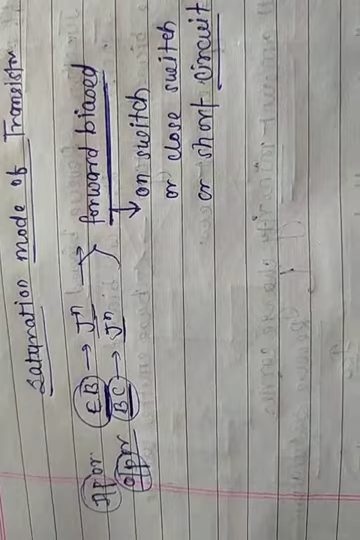 Saturation mode of Transistor
I/P or EB → Jⁿ → forward biased
O/P or BC → Jⁿ
↓ on switch
or close switch
or short circuit